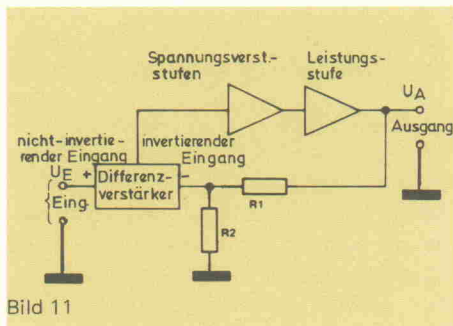 Spannungsverst.-
stufen
Leistungs-
stufe
UA
Ausgang
nicht-invertie-
render Eingang
invertierender
Eingang
UE + Differenz- -
verstärker
Eing.
R1
R2
Bild 11